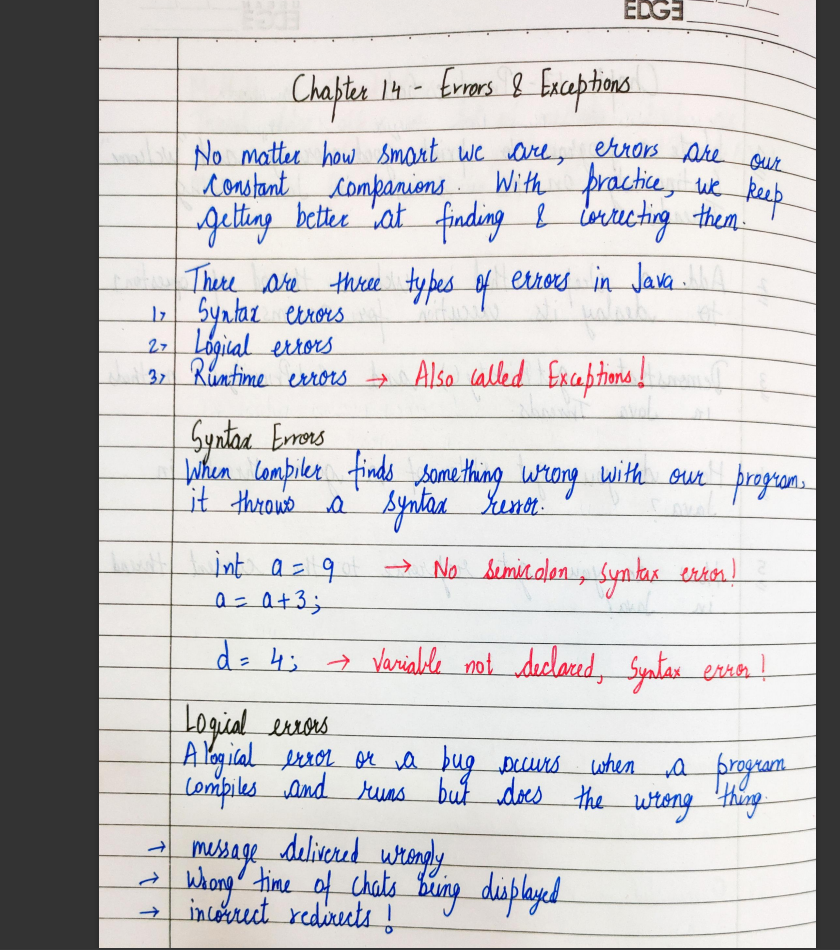 EDGE
Chapter 14 - Errors & Exceptions
No matter how smart we are, errors are our
constant companions. With practice, we keep
getting better at finding & correcting them.
There are three types of errors in Java.
1> Syntax errors
2> Logical errors
3> Runtime errors → Also called Exceptions!
Syntax Errors
When compiler finds something wrong with our program,
it throws a syntax error.
int a = 9 → No semicolon, syntax error!
a = a+3;
d = 4; → Variable not declared, syntax error!
Logical errors
A logical error or a bug occurs when a program
compiles and runs but does the wrong thing.
→ message delivered wrongly
→ Wrong time of chats being displayed
→ incorrect redirects!